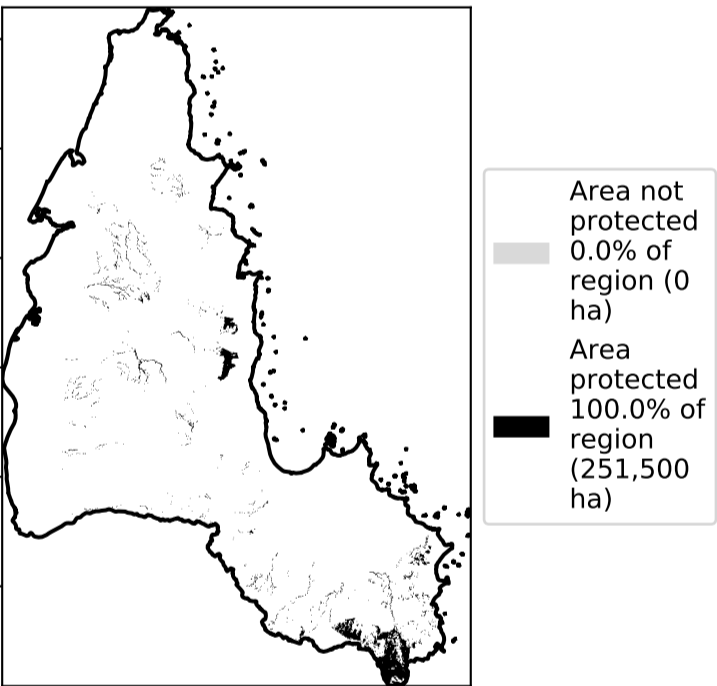 Area not
protected
0.0% of
region (0
ha)
Area
protected
100.0% of
region
(251,500
ha)